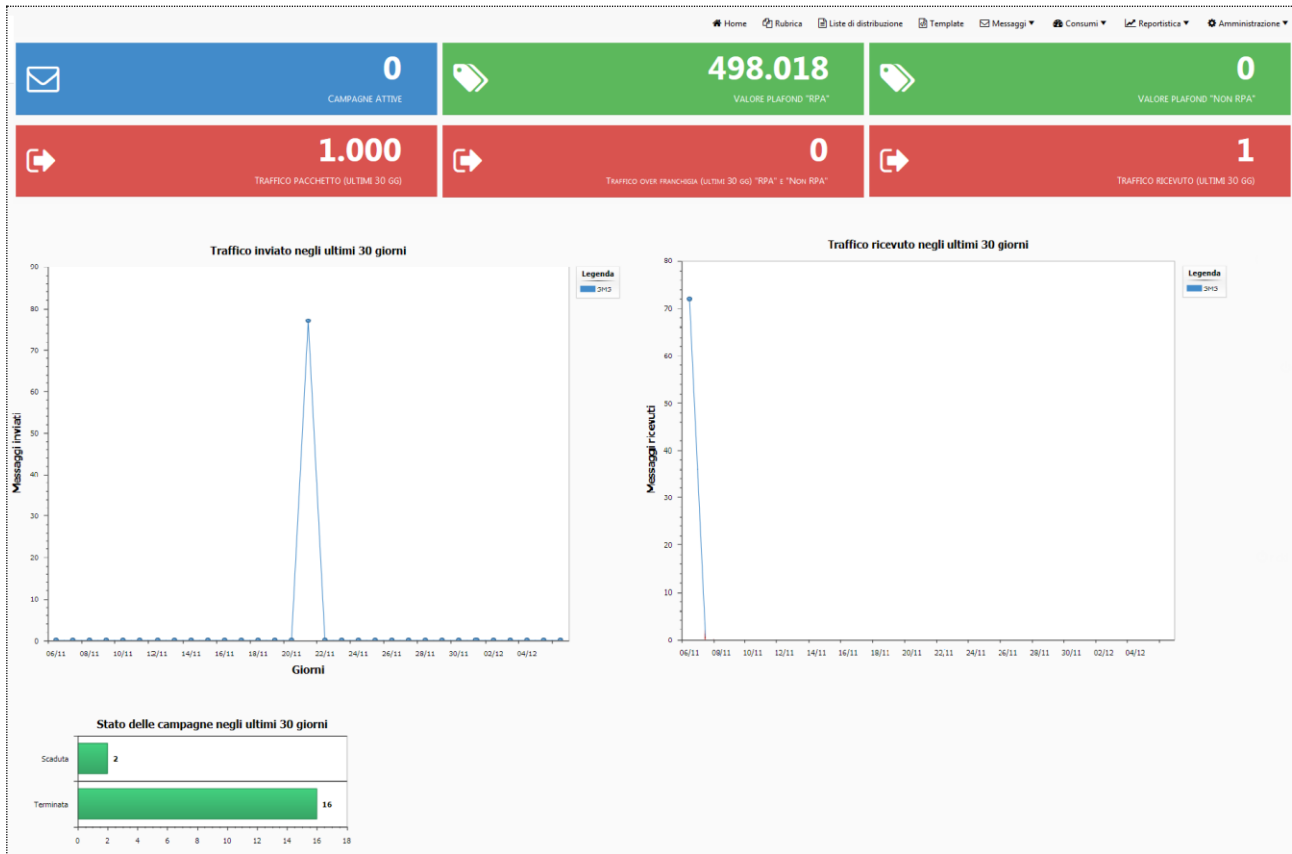 Home Rubrica Liste di distribuzione Template Messaggi Consumi Reportistica Amministrazione
0
CAMPAGNE ATTIVE
498.018
VALORE PLAFOND "RPA"
0
VALORE PLAFOND "NON RPA"
1.000
TRAFFICO PACCHETTO (ULTIMI 30 GG)
0
TRAFFICO OVER FRANCHIGIA (ULTIMI 30 GG) "RPA" E "NON RPA"
1
TRAFFICO RICEVUTO (ULTIMI 30 GG)
Traffico inviato negli ultimi 30 giorni
90
80
70
60
50
40
30
20
10
0
Messaggi inviati
06/11 08/11 10/11 12/11 14/11 16/11 18/11 20/11 22/11 24/11 26/11 28/11 30/11 02/12 04/12
Giorni
Legenda
SMS
Traffico ricevuto negli ultimi 30 giorni
80
70
60
50
40
30
20
10
0
Messaggi ricevuti
06/11 08/11 10/11 12/11 14/11 16/11 18/11 20/11 22/11 24/11 26/11 28/11 30/11 02/12 04/12
Legenda
SMS
Stato delle campagne negli ultimi 30 giorni
Scaduta 2
Terminata 16
0 2 4 6 8 10 12 14 16 18